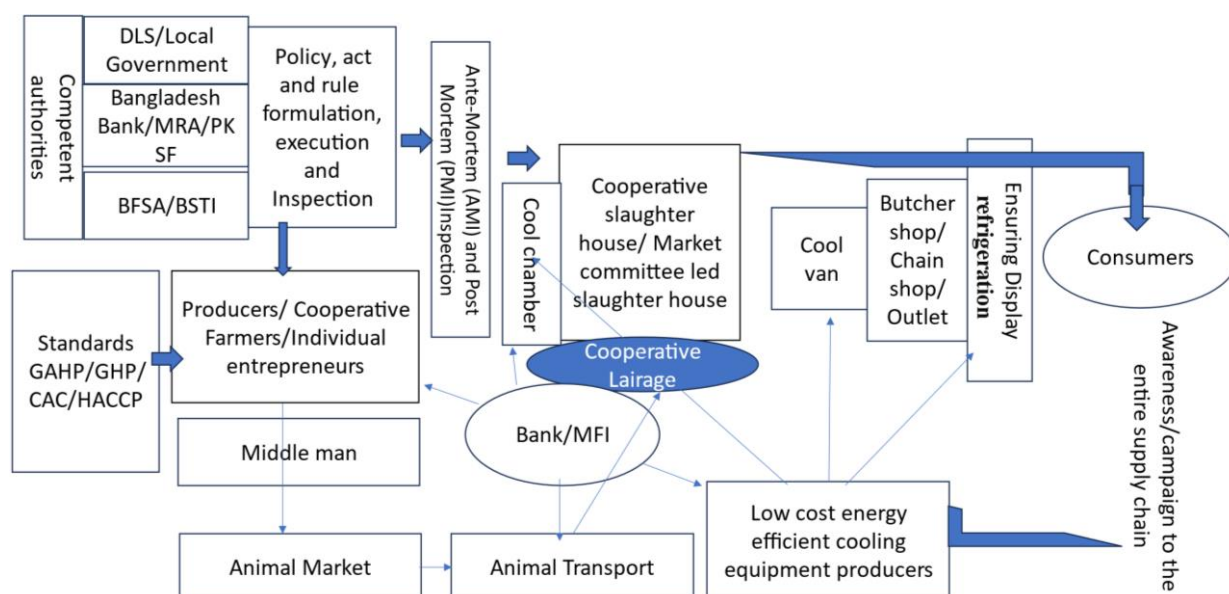 Competent
authorities
DLS/Local
Government
Bangladesh
Bank/MRA/PK
SF
BFSA/BSTI
Policy, act
and rule
formulation,
execution
and
Inspection
Ante-Mortem (AMI) and Post
Mortem (PMI)Inspection
Cool chamber
Cooperative
slaughter
house/ Market
committee led
slaughter house
Cool
van
Butcher
shop/
Chain
shop/
Outlet
Ensuring Display
refrigeration
Consumers
Standards
GAHP/GHP/
CAC/HACCP
Producers/ Cooperative
Farmers/Individual
entrepreneurs
Cooperative
Lairage
Bank/MFI
Middle man
Animal Market
Animal Transport
Low cost energy
efficient cooling
equipment producers
Awareness/campaign to the
entire supply chain